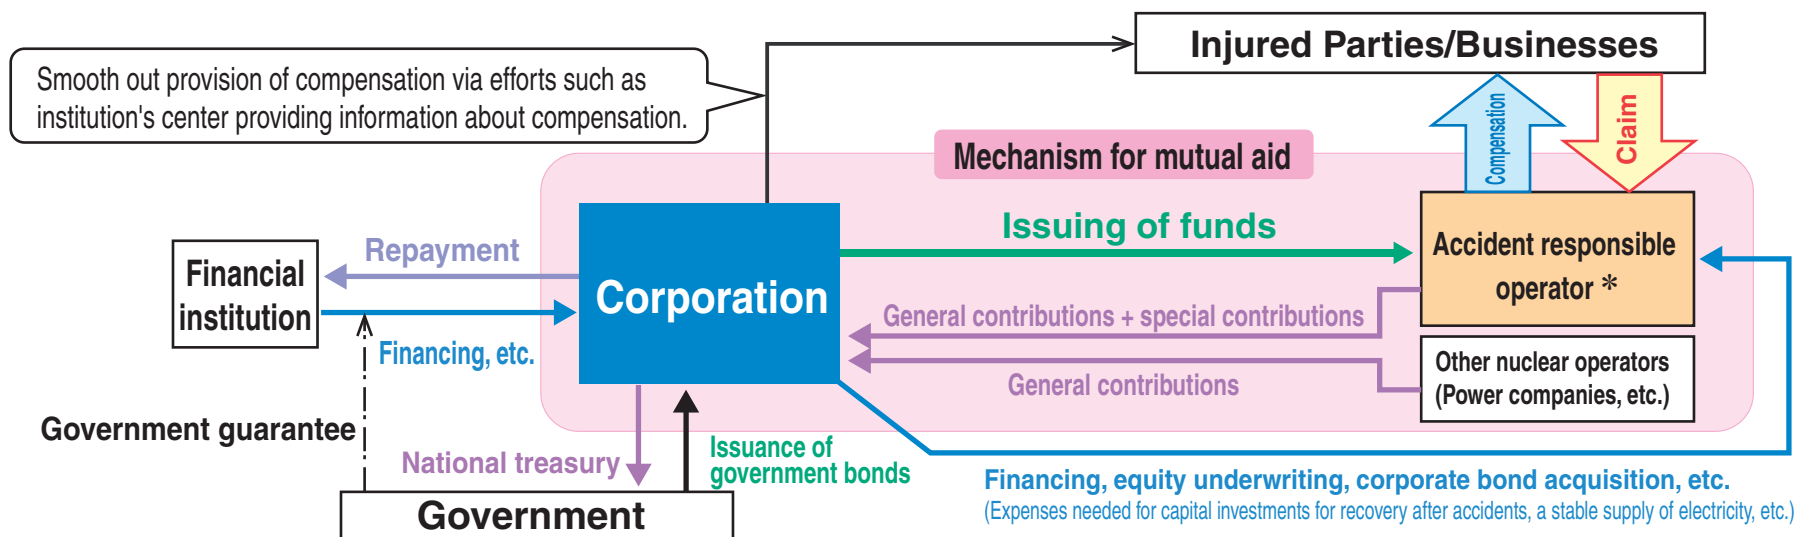 Injured Parties/Businesses
Smooth out provision of compensation via efforts such as
institution's center providing information about compensation.
Compensation
Claim
Mechanism for mutual aid
Issuing of funds
Accident responsible
operator *
Repayment
Financial
institution
Corporation
General contributions + special contributions
Financing, etc.
Other nuclear operators
(Power companies, etc.)
General contributions
Government guarantee
National treasury
Issuance of
government bonds
Financing, equity underwriting, corporate bond acquisition, etc.
(Expenses needed for capital investments for recovery after accidents, a stable supply of electricity, etc.)
Government